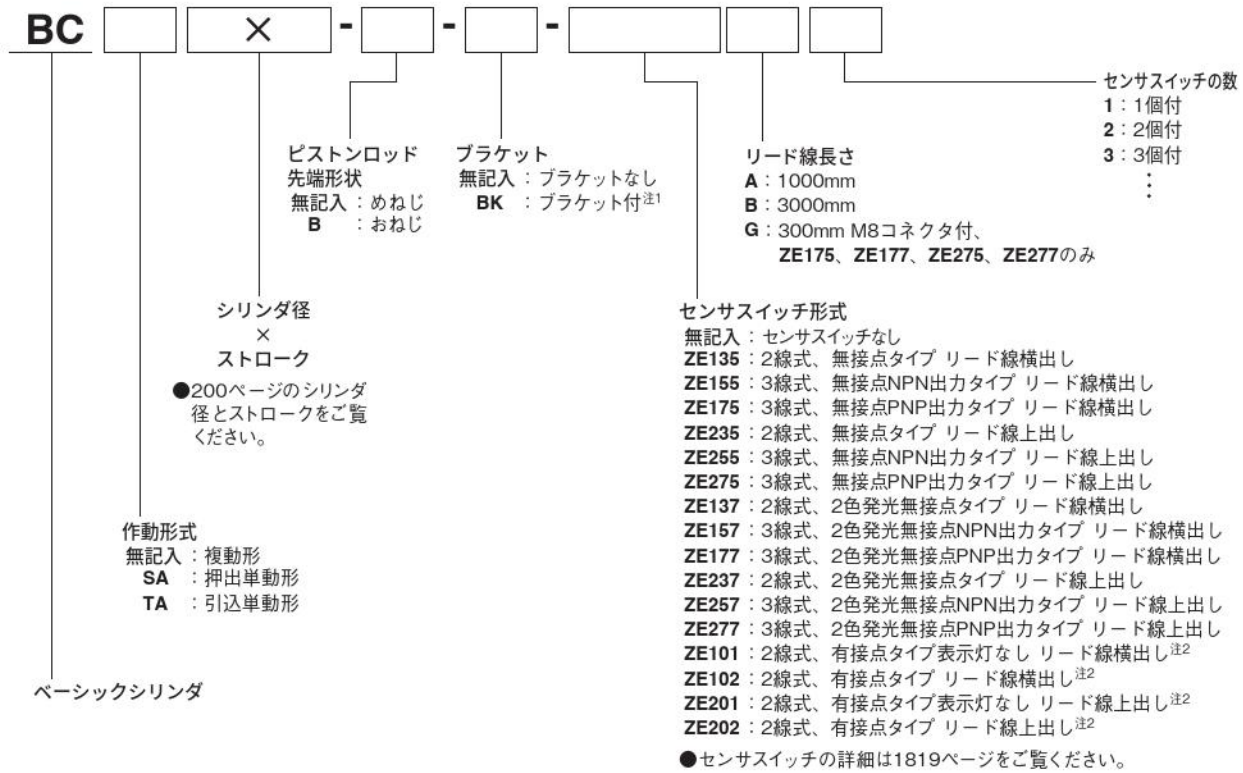 BC × - - -
センサスイッチの数
1：1個付
2：2個付
3：3個付
⋮
リード線長さ
A：1000mm
B：3000mm
G：300mm M8コネクタ付、
ZE175、ZE177、ZE275、ZE277のみ
ブラケット
無記入：ブラケットなし
BK：ブラケット付注1
ピストンロッド
先端形状
無記入：めねじ
B：おねじ
シリンダ径
×
ストローク
●200ページのシリンダ
径とストロークをご覧
ください。
センサスイッチ形式
無記入：センサスイッチなし
ZE135：2線式、無接点タイプ リード線横出し
ZE155：3線式、無接点NPN出力タイプ リード線横出し
ZE175：3線式、無接点PNP出力タイプ リード線横出し
ZE235：2線式、無接点タイプ リード線上出し
ZE255：3線式、無接点NPN出力タイプ リード線上出し
ZE275：3線式、無接点PNP出力タイプ リード線上出し
ZE137：2線式、2色発光無接点タイプ リード線横出し
ZE157：3線式、2色発光無接点NPN出力タイプ リード線横出し
ZE177：3線式、2色発光無接点PNP出力タイプ リード線横出し
ZE237：2線式、2色発光無接点タイプ リード線上出し
ZE257：3線式、2色発光無接点NPN出力タイプ リード線上出し
ZE277：3線式、2色発光無接点PNP出力タイプ リード線上出し
ZE101：2線式、有接点タイプ表示灯なし リード線横出し注2
ZE102：2線式、有接点タイプ リード線横出し注2
ZE201：2線式、有接点タイプ表示灯なし リード線上出し注2
ZE202：2線式、有接点タイプ リード線上出し注2
●センサスイッチの詳細は1819ページをご覧ください。
作動形式
無記入：複動形
SA：押出単動形
TA：引込単動形
ベーシックシリンダ